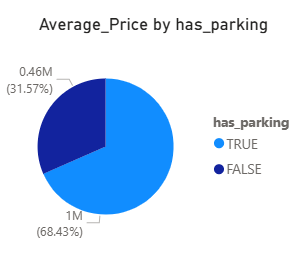 Average_Price by has_parking
0.46M
(31.57%)
has_parking
TRUE
FALSE
1M
(68.43%)